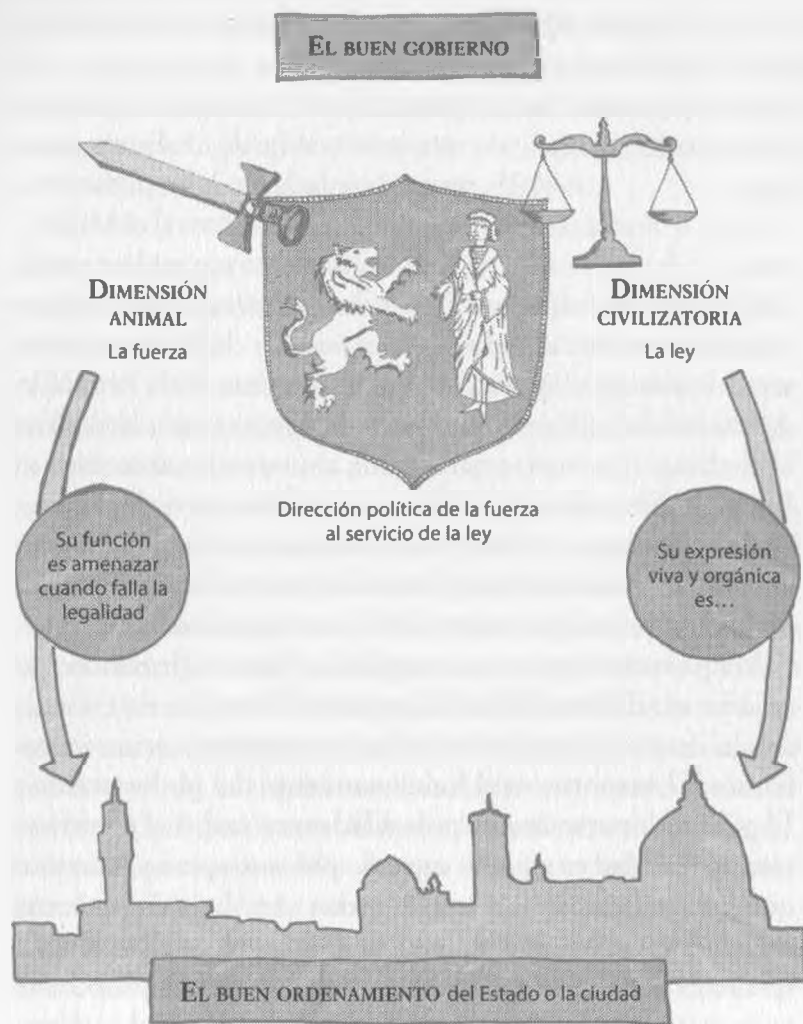 EL BUEN GOBIERNO
DIMENSIÓN
ANIMAL
La fuerza
DIMENSIÓN
CIVILIZATORIA
La ley
Dirección política de la fuerza
al servicio de la ley
Su función
es amenazar
cuando falla la
legalidad
Su expresión
viva y orgánica
es...
EL BUEN ORDENAMIENTO del Estado o la ciudad